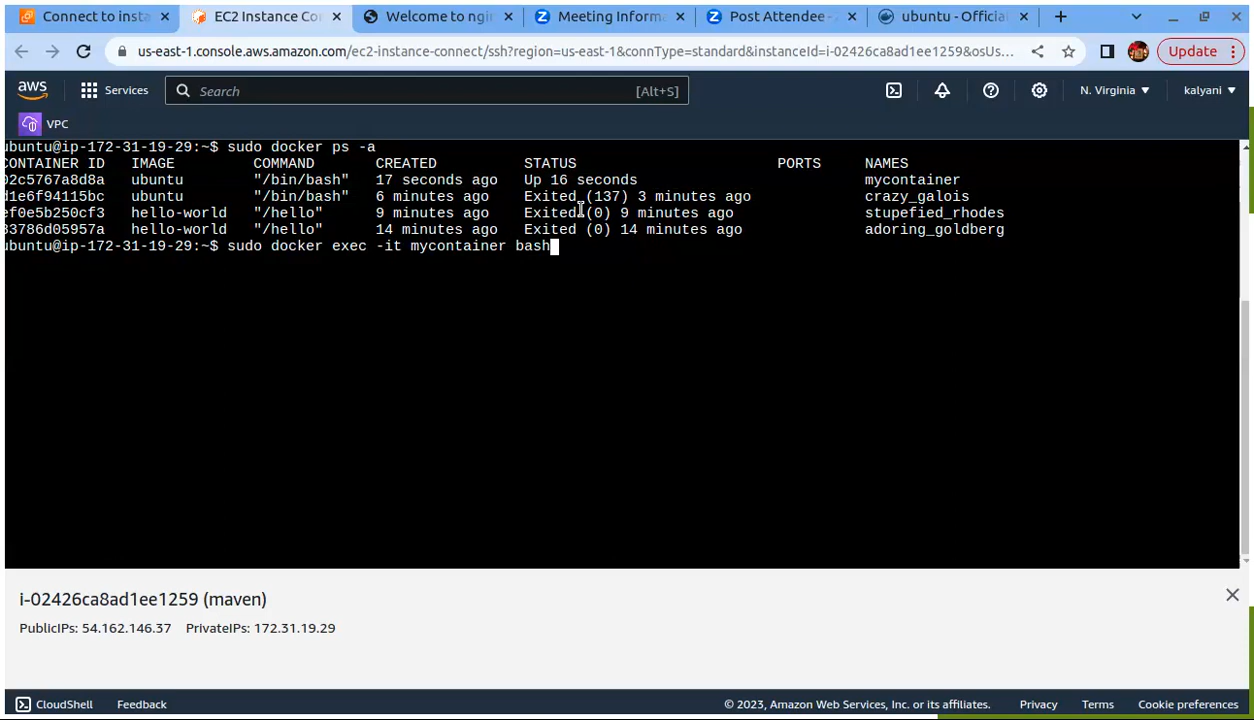 Connect to insta
EC2 Instance Co
Welcome to ngi
Meeting Inform
Post Attendee -
ubuntu - Officia
us-east-1.console.aws.amazon.com/ec2-instance-connect/ssh?region=us-east-1&connType=standard&instanceId=i-02426ca8ad1ee1259&osUs...
Update
aws
Services
Search
[Alt+S]
N. Virginia
kalyani
VPC
ubuntu@ip-172-31-19-29:~$ sudo docker ps -a
CONTAINER ID IMAGE COMMAND CREATED STATUS PORTS NAMES
02c5767a8d8a ubuntu "/bin/bash" 17 seconds ago Up 16 seconds mycontainer
d1e6f94115bc ubuntu "/bin/bash" 6 minutes ago Exited (137) 3 minutes ago crazy_galois
ef0e5b250cf3 hello-world "/hello" 9 minutes ago Exited (0) 9 minutes ago stupefied_rhodes
83786d05957a hello-world "/hello" 14 minutes ago Exited (0) 14 minutes ago adoring_goldberg
ubuntu@ip-172-31-19-29:~$ sudo docker exec -it mycontainer bash
i-02426ca8ad1ee1259 (maven)
PublicIPs: 54.162.146.37 PrivateIPs: 172.31.19.29
CloudShell Feedback © 2023, Amazon Web Services, Inc. or its affiliates. Privacy Terms Cookie preferences